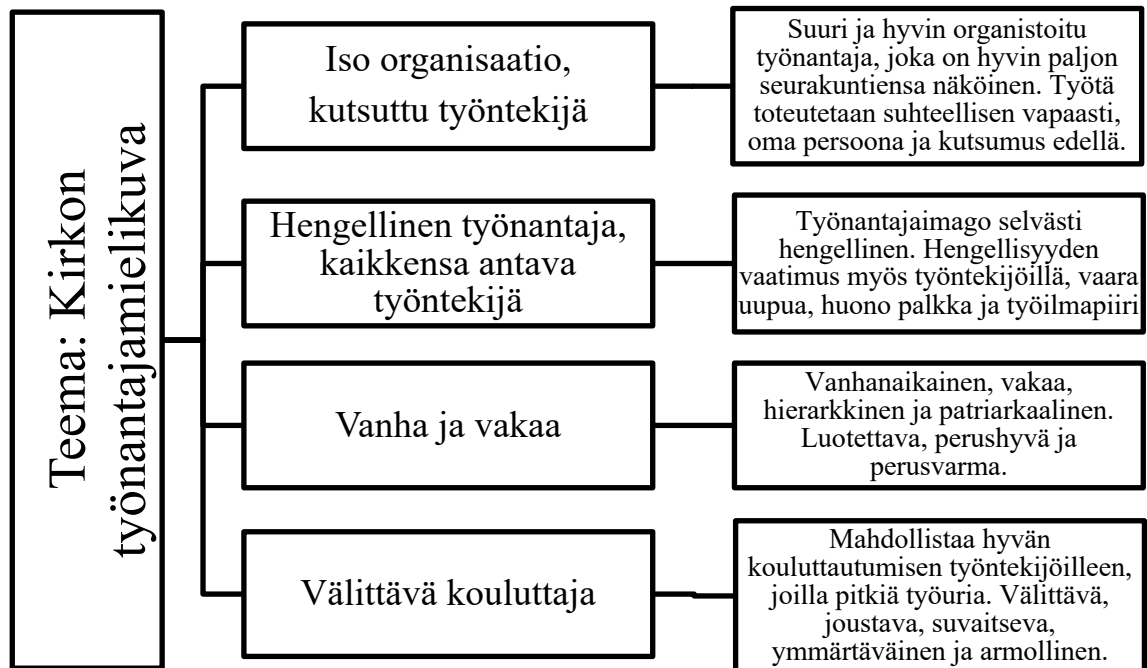 Teema: Kirkon
työnantajamielikuva
Iso organisaatio,
kutsuttu työntekijä
Suuri ja hyvin organistoitu
työnantaja, joka on hyvin paljon
seurakuntiensa näköinen. Työtä
toteutetaan suhteellisen vapaasti,
oma persoona ja kutsumus edellä.
Hengellinen työnantaja,
kaikkensa antava
työntekijä
Työnantajaimago selvästi
hengellinen. Hengellisyyden
vaatimus myös työntekijöillä, vaara
uupua, huono palkka ja työilmapiiri
Vanha ja vakaa
Vanhanaikainen, vakaa,
hierarkkinen ja patriarkaalinen.
Luotettava, perushyvä ja
perusvarma.
Välittävä kouluttaja
Mahdollistaa hyvän
kouluttautumisen työntekijöilleen,
joilla pitkiä työuria. Välittävä,
joustava, suvaitseva,
ymmärtäväinen ja armollinen.